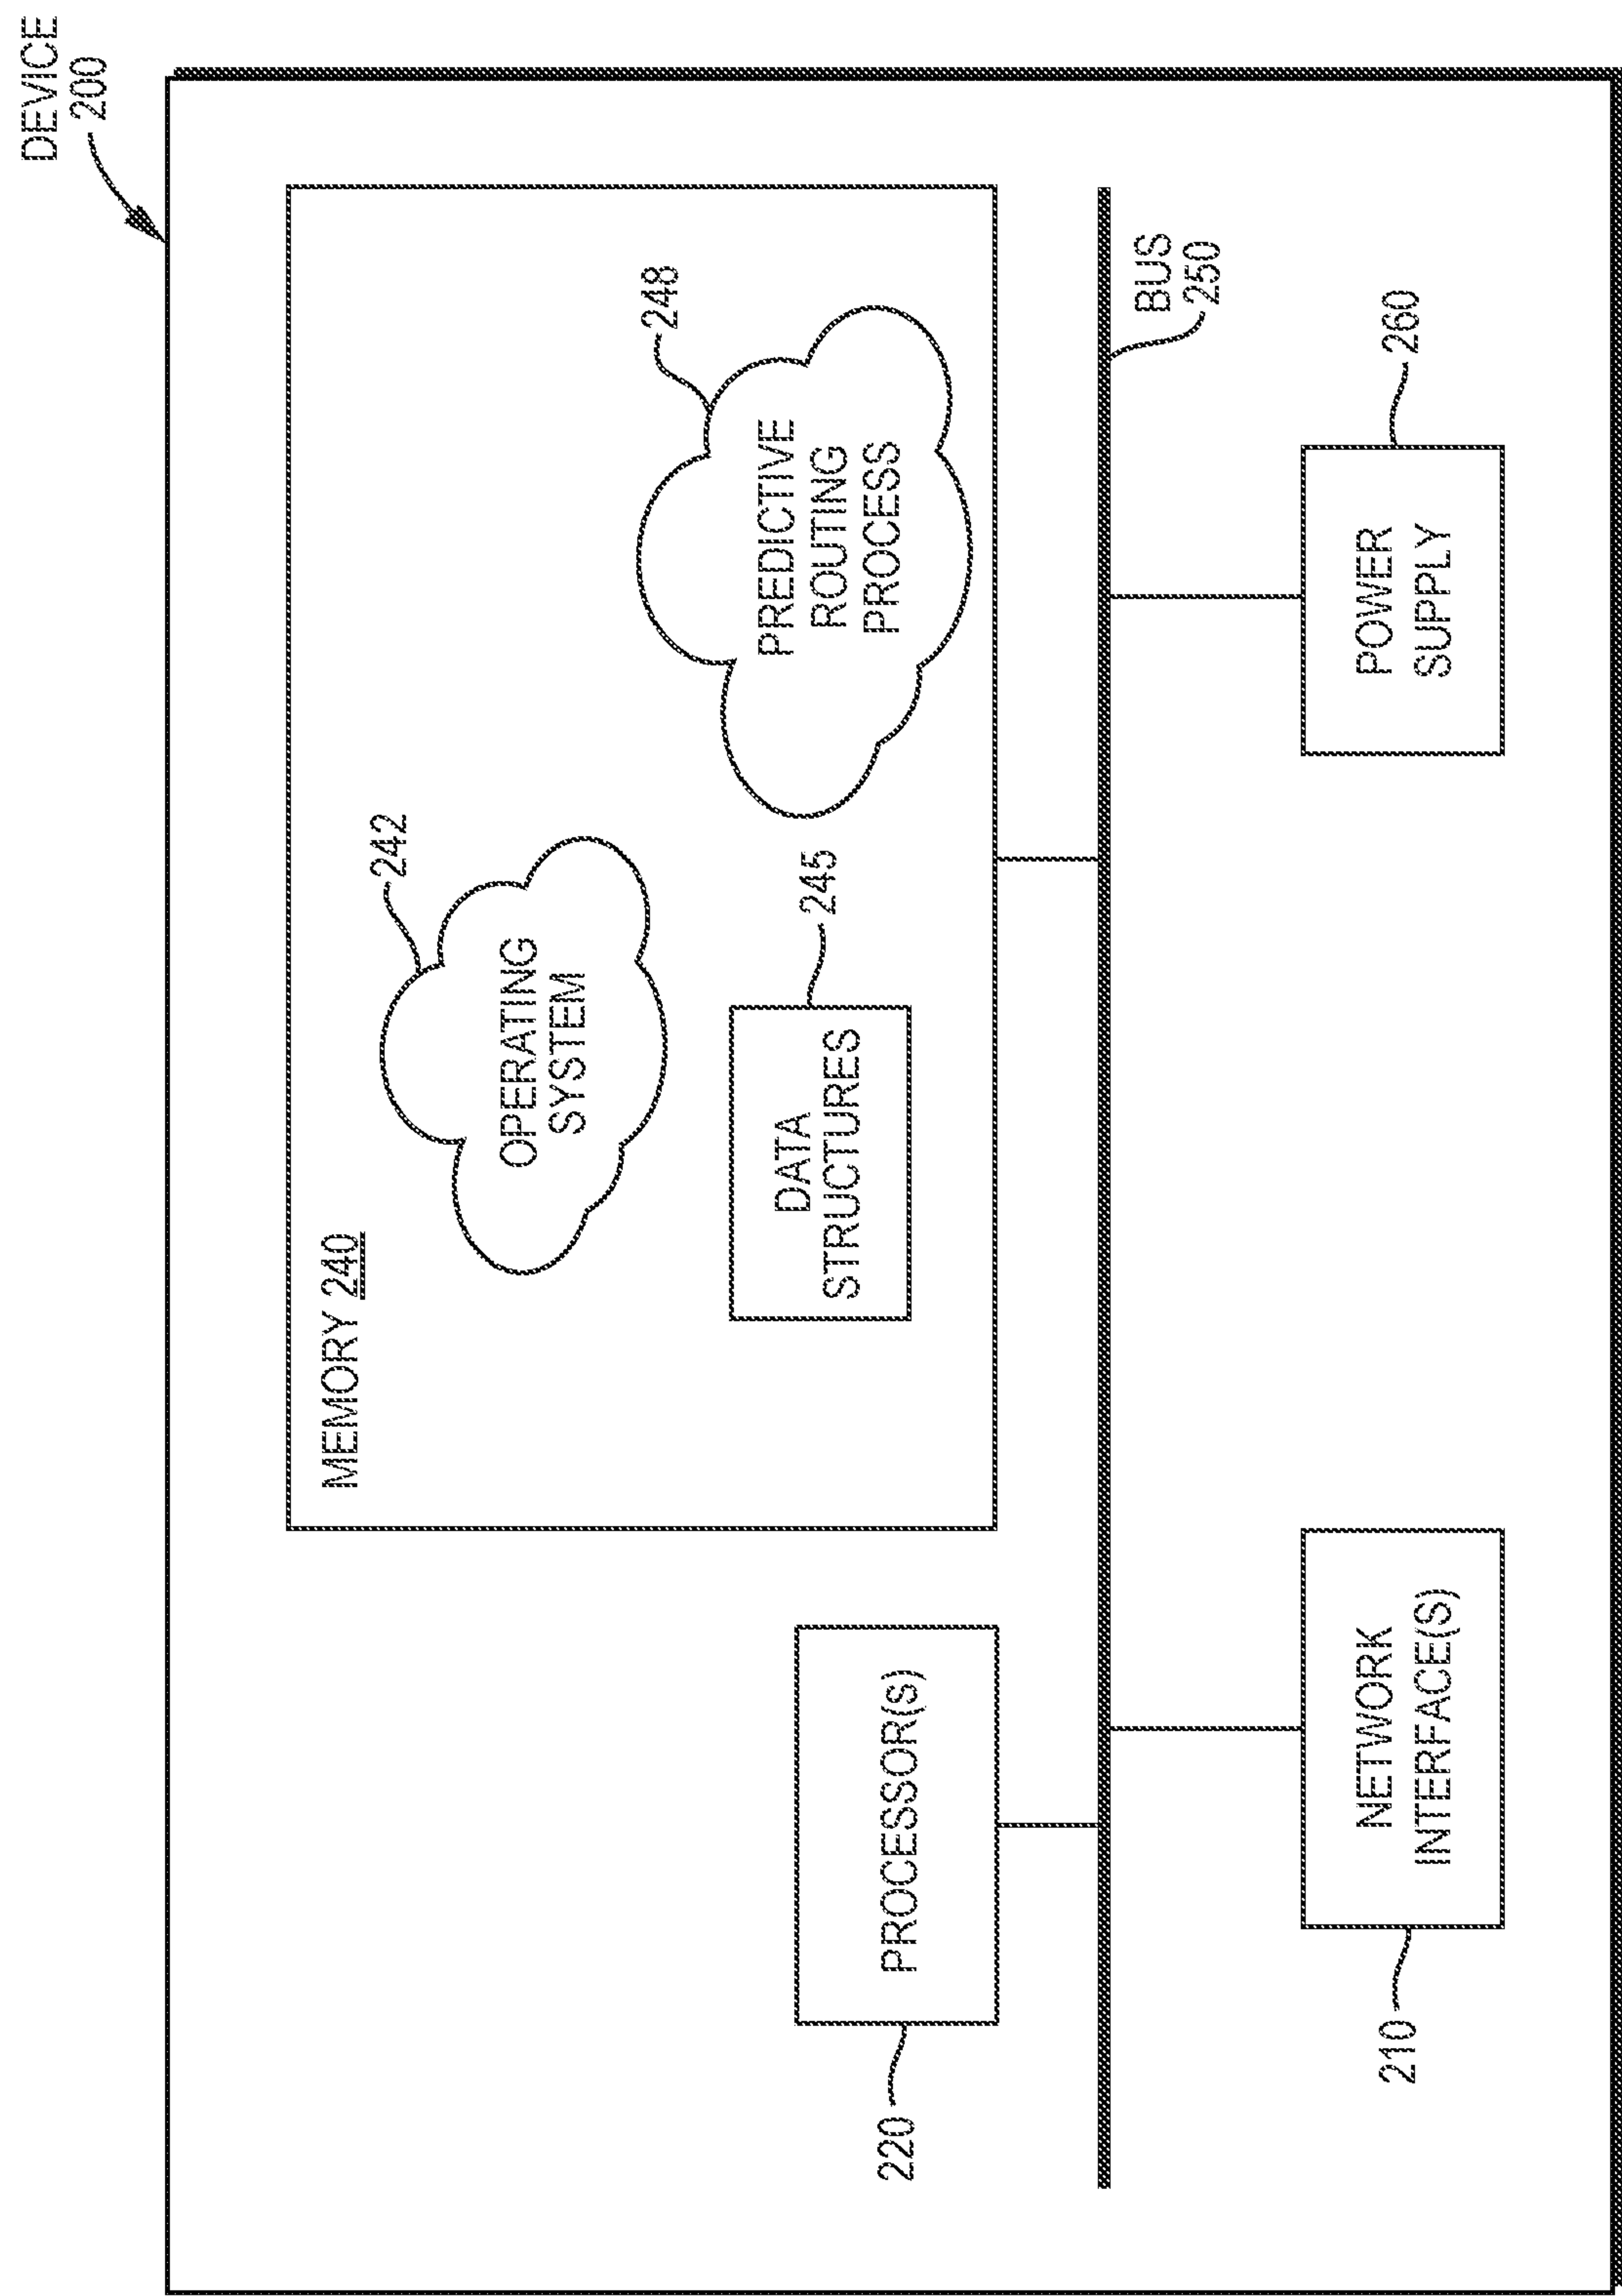 DEVICE
200
MEMORY 240
242
OPERATING
SYSTEM
248
PREDICTIVE
ROUTING
PROCESS
245
DATA
STRUCTURES
220
PROCESSOR(s)
BUS
250
210
NETWORK
INTERFACE(S)
POWER
SUPPLY
260